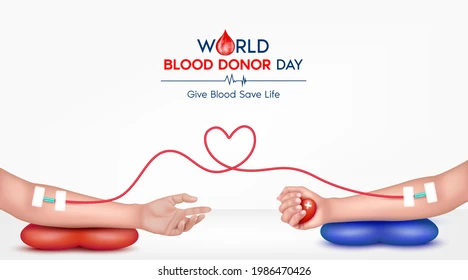 WORLD
BLOOD DONOR DAY
Give Blood Save Life
shutterstock.com · 1986470426